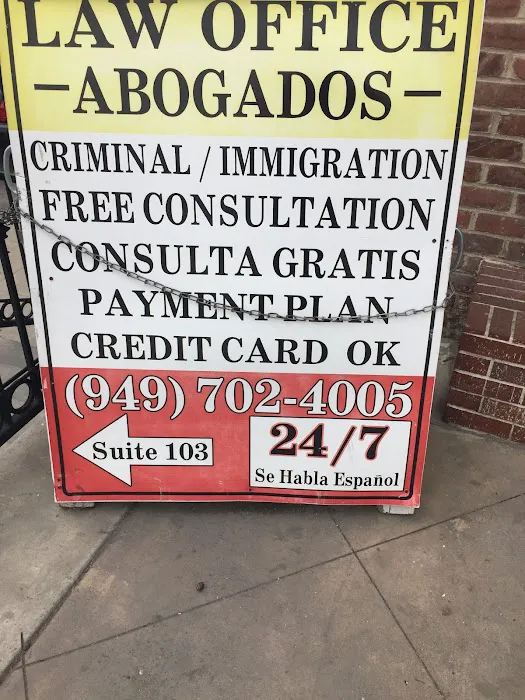 LAW OFFICE
-ABOGADOS-
CRIMINAL / IMMIGRATION
FREE CONSULTATION
CONSULTA GRATIS
PAYMENT PLAN
CREDIT CARD OK
(949) 702-4005
Suite 103
24/7
Se Habla Español